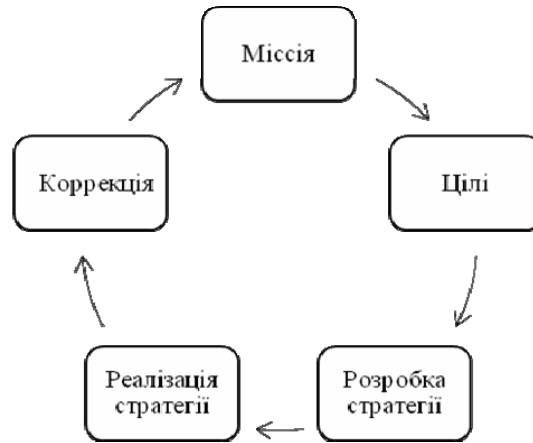 Міссія
Цілі
Розробка
стратегії
Реалізація
стратегії
Коррекція